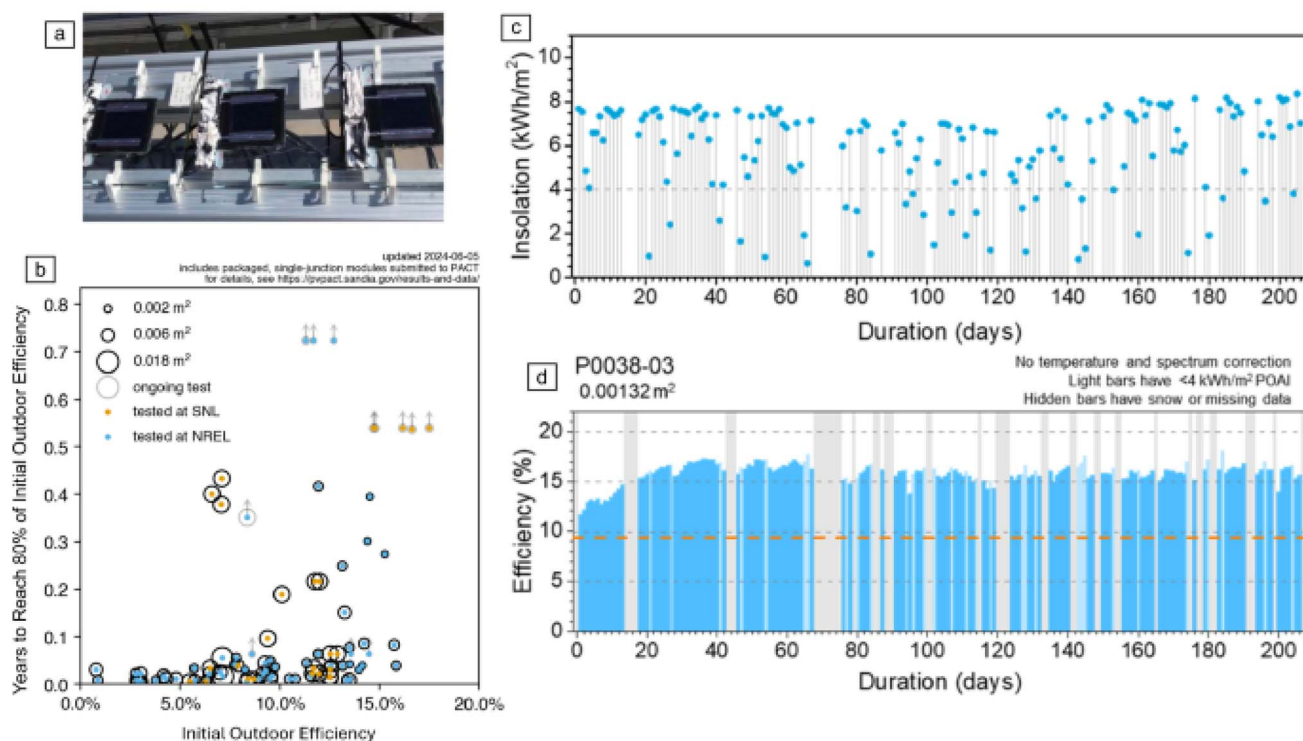 a
b
updated 2024-06-05
includes packaged, single-junction modules submitted to PACT
for details, see https://pvpact.sandia.gov/results-and-data/
Years to Reach 80% of Initial Outdoor Efficiency
0.8
0.7
0.6
0.5
0.4
0.3
0.2
0.1
0.0
0.002 m²
0.006 m²
0.018 m²
ongoing test
tested at SNL
tested at NREL
0.0%
5.0%
10.0%
15.0%
20.0%
Initial Outdoor Efficiency
c
Insolation (kWh/m²)
10
8
6
4
2
0
0
20
40
60
80
100
120
140
160
180
200
Duration (days)
d
P0038-03
0.00132 m²
No temperature and spectrum correction
Light bars have <4 kWh/m² POAI
Hidden bars have snow or missing data
Efficiency (%)
20
15
10
5
0
0
20
40
60
80
100
120
140
160
180
200
Duration (days)